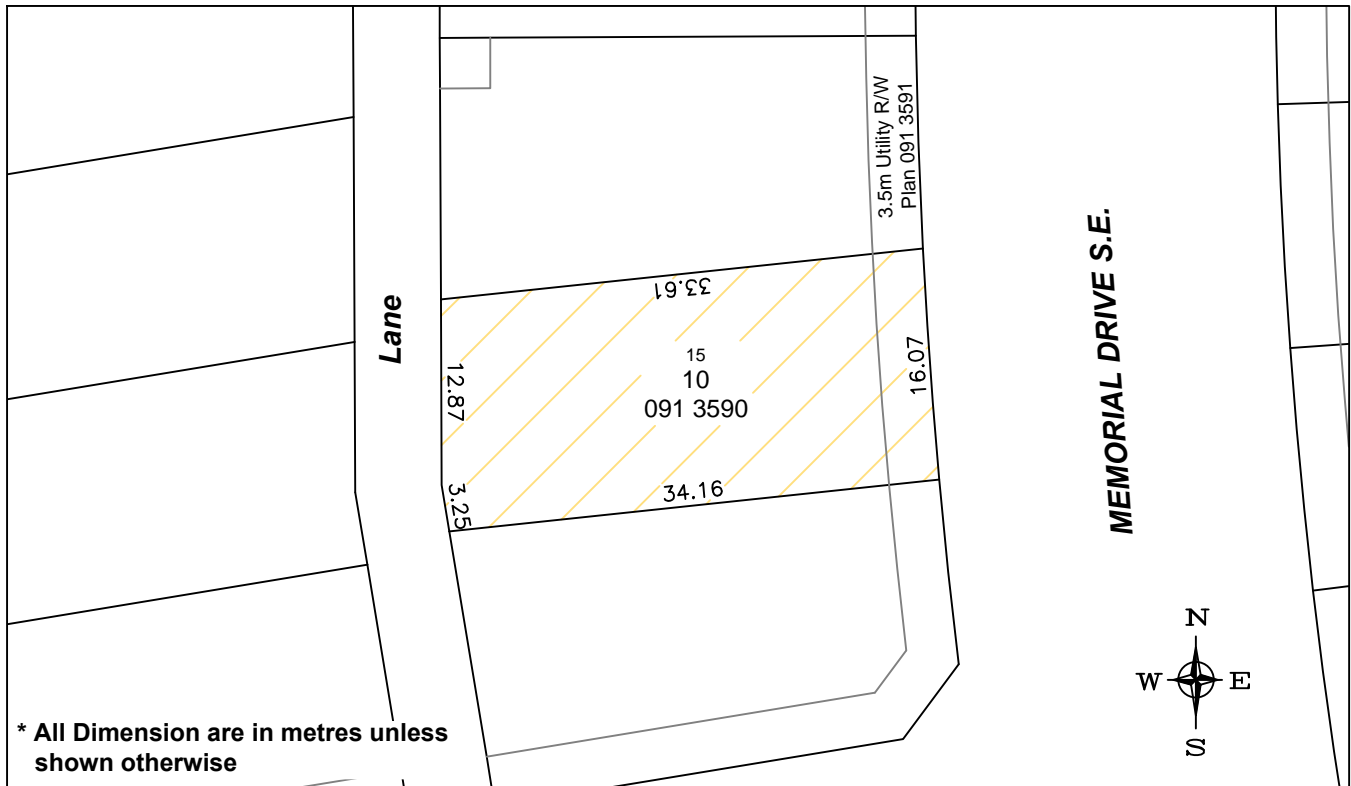 3.5m Utility R/W
Plan 091 3591
MEMORIAL DRIVE S.E.
Lane
33.61
12.87
15
10
091 3590
16.07
3.25
34.16
N
W
E
S
* All Dimension are in metres unless
shown otherwise